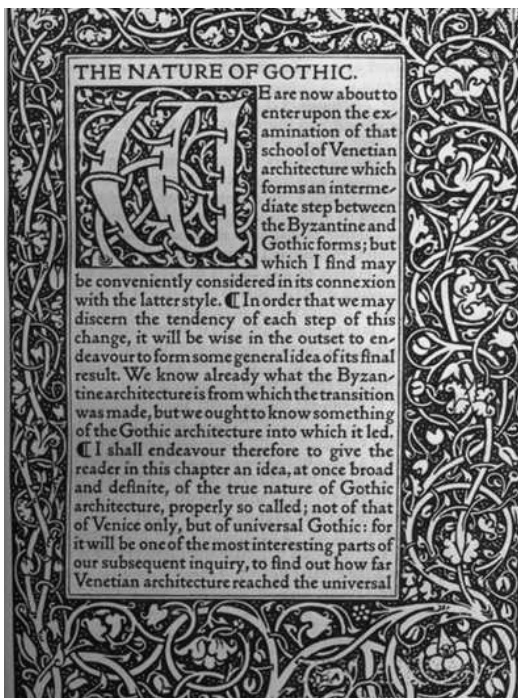 THE NATURE OF GOTHIC.
WE are now about to
enter upon the ex-
amination of that
school of Venetian
architecture which
forms an interme-
diate step between
the Byzantine and
Gothic forms; but
which I find may
be conveniently considered in its connexion
with the latter style. ⁋ In order that we may
discern the tendency of each step of this
change, it will be wise in the outset to en-
deavour to form some general idea of its final
result. We know already what the Byzan-
tine architecture is from which the transition
was made, but we ought to know something
of the Gothic architecture into which it led.
⁋ I shall endeavour therefore to give the
reader in this chapter an idea, at once broad
and definite, of the true nature of Gothic
architecture, properly so called; not of that
of Venice only, but of universal Gothic: for
it will be one of the most interesting parts of
our subsequent inquiry, to find out how far
Venetian architecture reached the universal